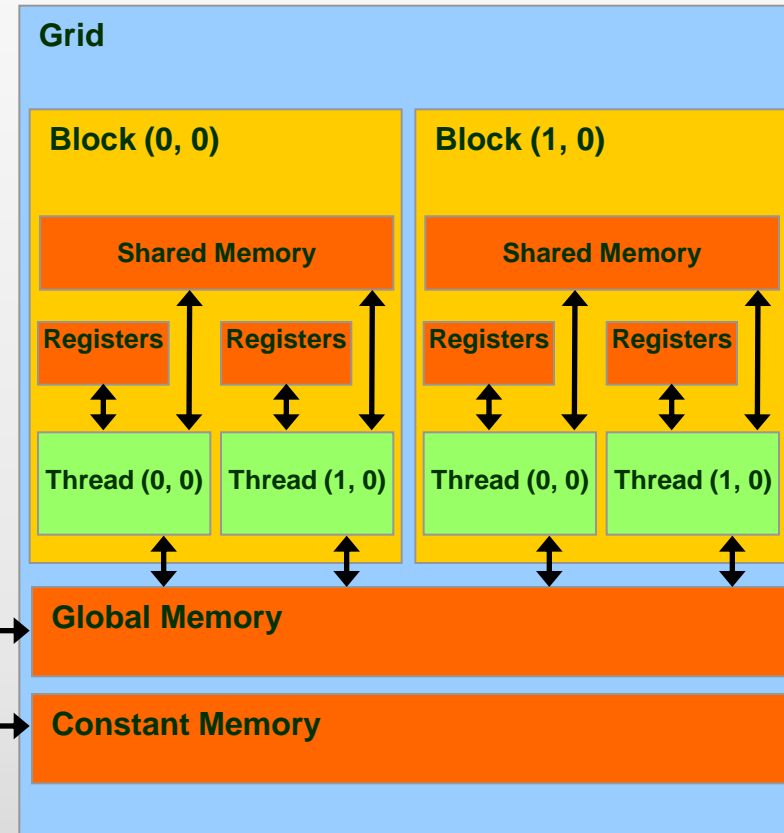 Grid
Block (0, 0)
Block (1, 0)
Shared Memory
Shared Memory
Registers
Registers
Registers
Registers
Thread (0, 0)
Thread (1, 0)
Thread (0, 0)
Thread (1, 0)
Global Memory
Constant Memory